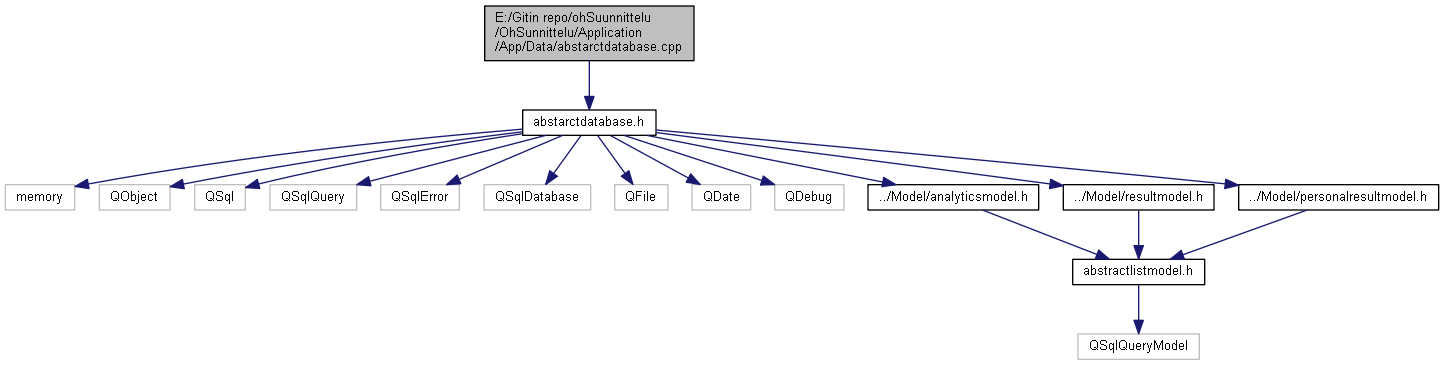 E:/Gitin repo/ohSuunnittelu
/OhSunnittelu/Application
/App/Data/abstarctdatabase.cpp
abstarctdatabase.h
memory
QObject
QSql
QSqlQuery
QSqlError
QSqlDatabase
QFile
QDate
QDebug
../Model/analyticsmodel.h
../Model/resultmodel.h
../Model/personalresultmodel.h
abstractlistmodel.h
QSqlQueryModel